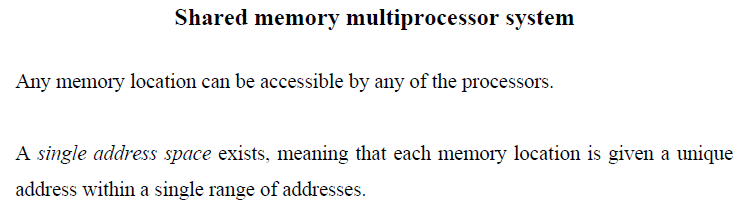 Shared memory multiprocessor system
Any memory location can be accessible by any of the processors.
A single address space exists, meaning that each memory location is given a unique
address within a single range of addresses.